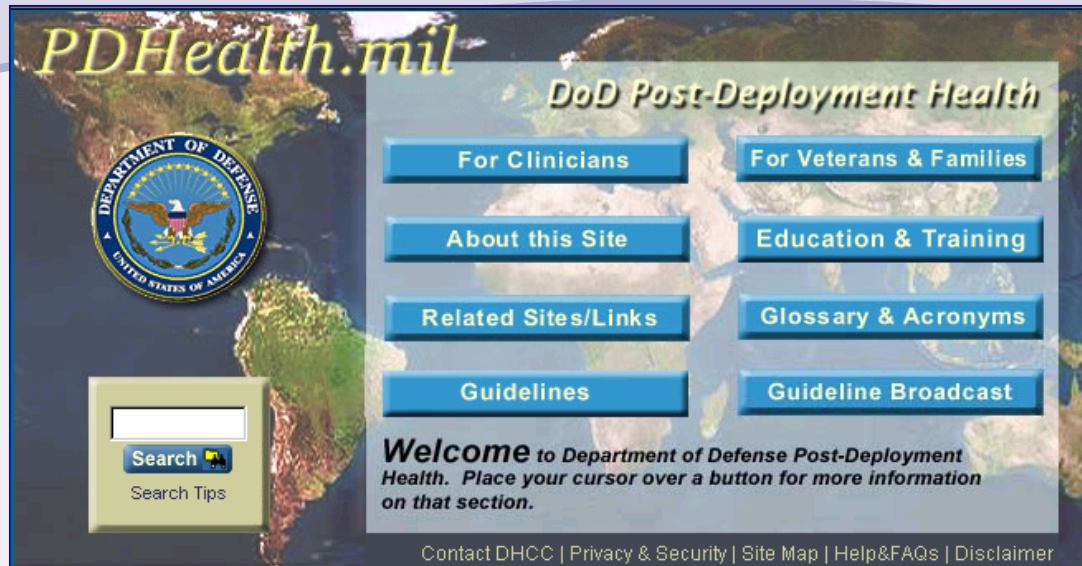 PDHealth.mil
DoD Post-Deployment Health
DEPARTMENT OF DEFENSE
UNITED STATES OF AMERICA
For Clinicians
For Veterans & Families
About this Site
Education & Training
Related Sites/Links
Glossary & Acronyms
Guidelines
Guideline Broadcast
Search
Search Tips
Welcome to Department of Defense Post-Deployment
Health. Place your cursor over a button for more information
on that section.
Contact DHCC | Privacy & Security | Site Map | Help&FAQs | Disclaimer